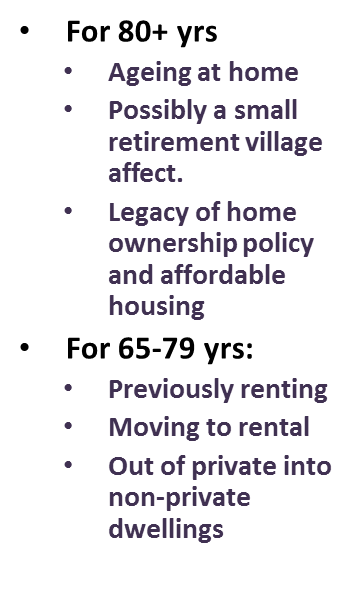 • For 80+ yrs
• Ageing at home
• Possibly a small
retirement village
affect.
• Legacy of home
ownership policy
and affordable
housing
• For 65-79 yrs:
• Previously renting
• Moving to rental
• Out of private into
non-private
dwellings